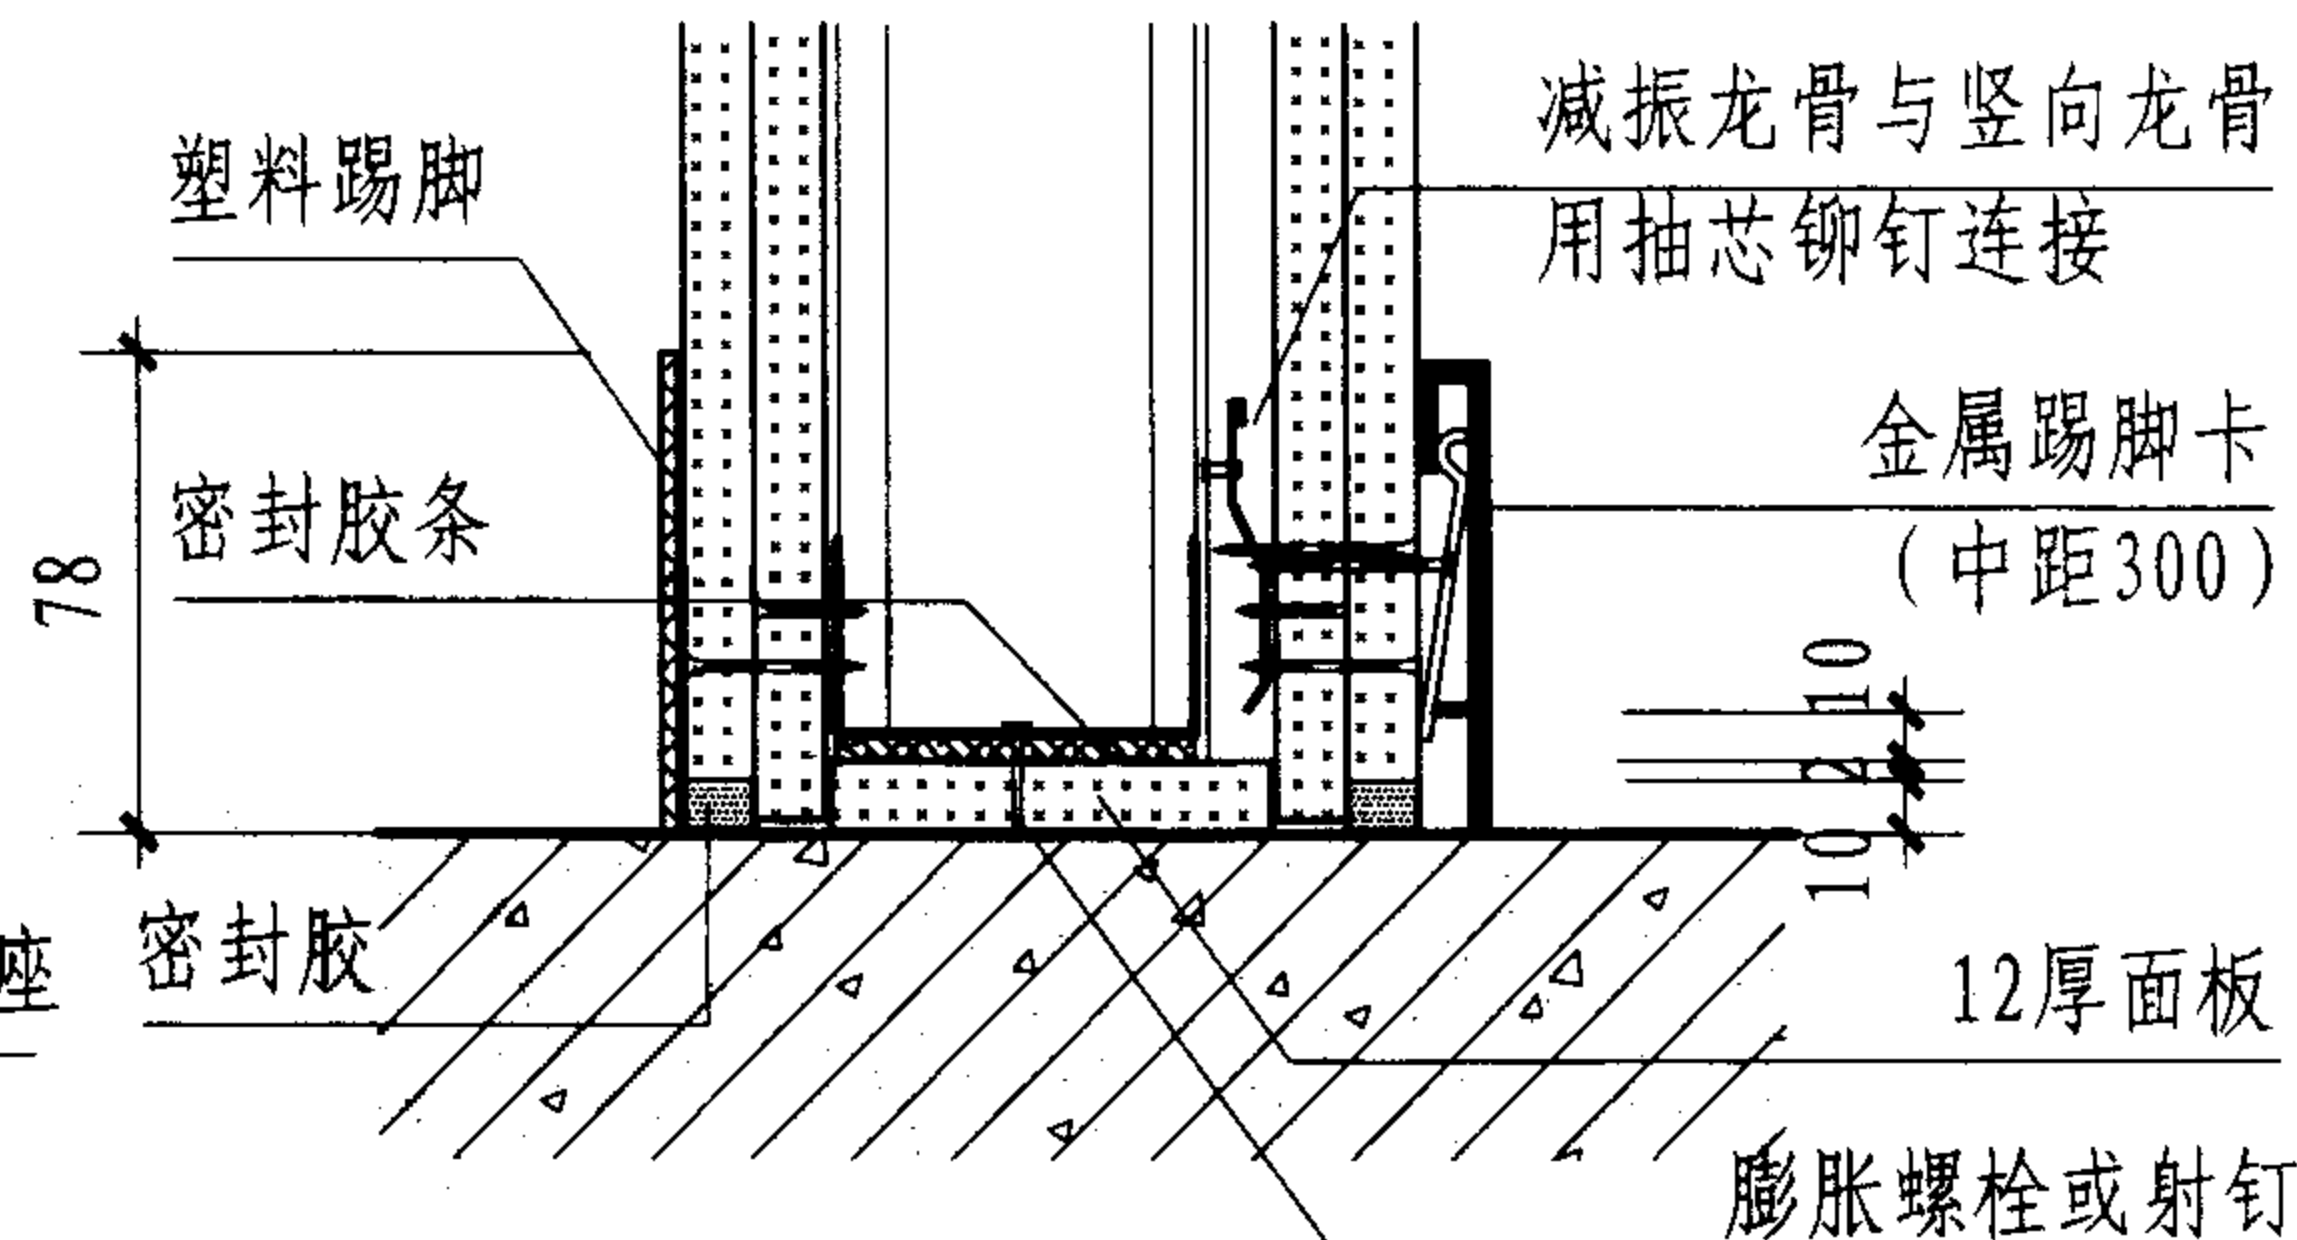 塑料踢脚
减振龙骨与竖向龙骨
用抽芯铆钉连接
密封胶条
金属踢脚卡
(中距300)
78
10
2
10
座
密封胶
12厚面板
膨胀螺栓或射钉